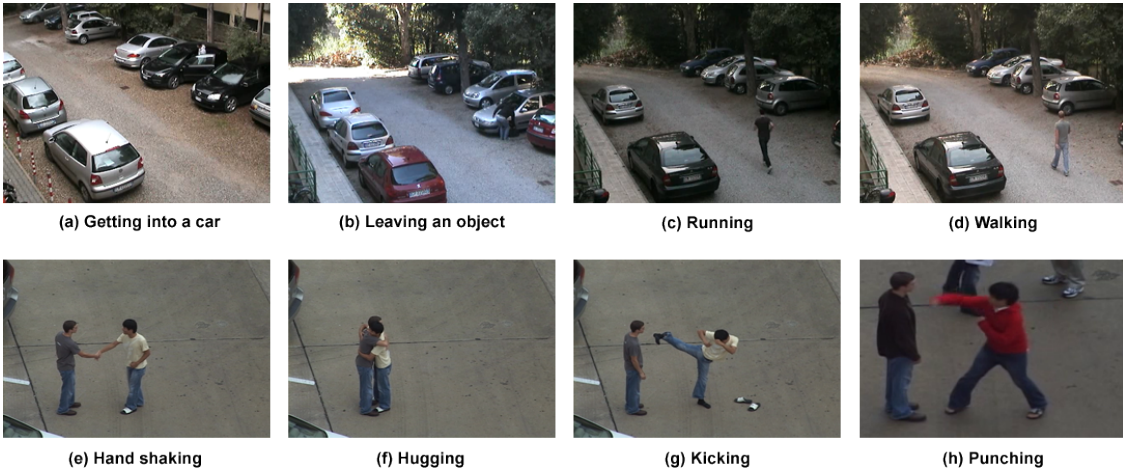 (a) Getting into a car
(b) Leaving an object
(c) Running
(d) Walking
(e) Hand shaking
(f) Hugging
(g) Kicking
(h) Punching